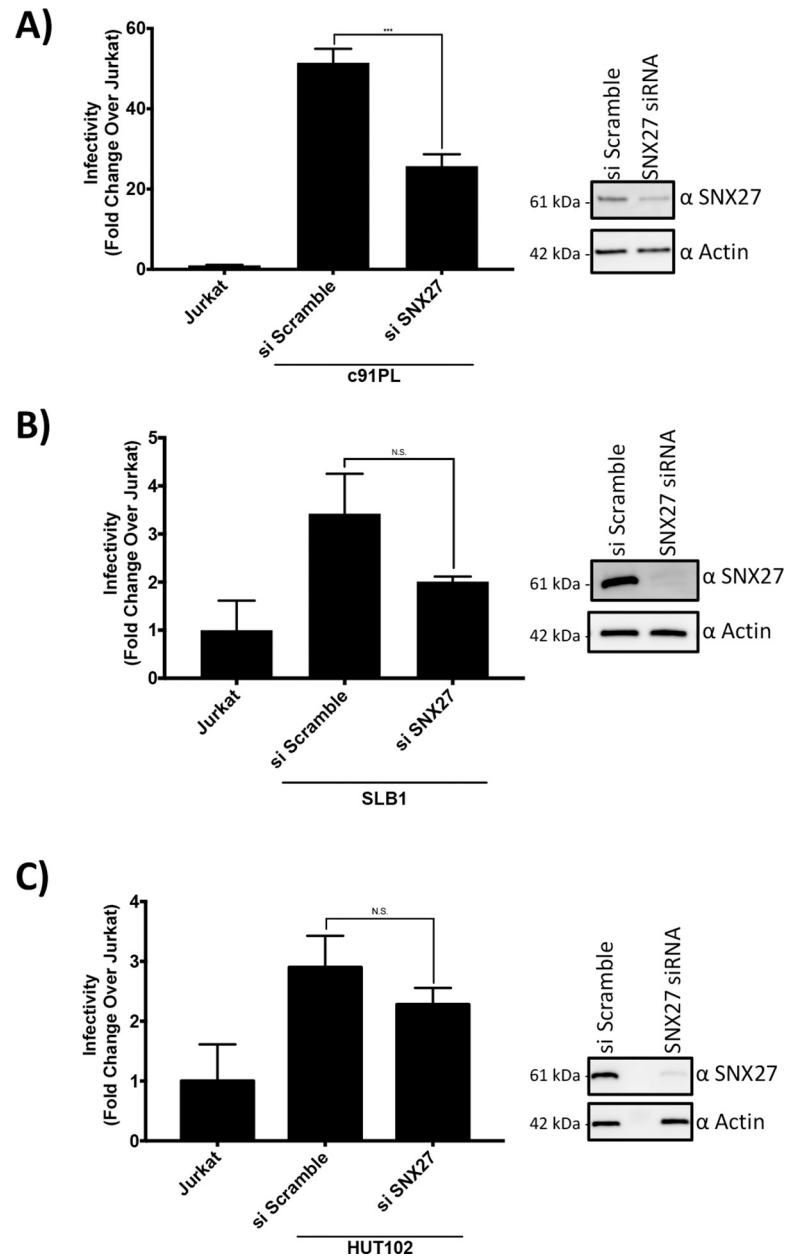 A)
Infectivity
(Fold Change Over Jurkat)
60
40
20
0
***
Jurkat
si Scramble
si SNX27
c91PL
si Scramble
SNX27 siRNA
61 kDa -
α SNX27
42 kDa -
α Actin
B)
Infectivity
(Fold Change Over Jurkat)
5
4
3
2
1
0
N.S.
Jurkat
si Scramble
si SNX27
SLB1
si Scramble
SNX27 siRNA
61 kDa -
α SNX27
42 kDa -
α Actin
C)
Infectivity
(Fold Change Over Jurkat)
4
3
2
1
0
N.S.
Jurkat
si Scramble
si SNX27
HUT102
si Scramble
SNX27 siRNA
61 kDa -
α SNX27
42 kDa -
α Actin